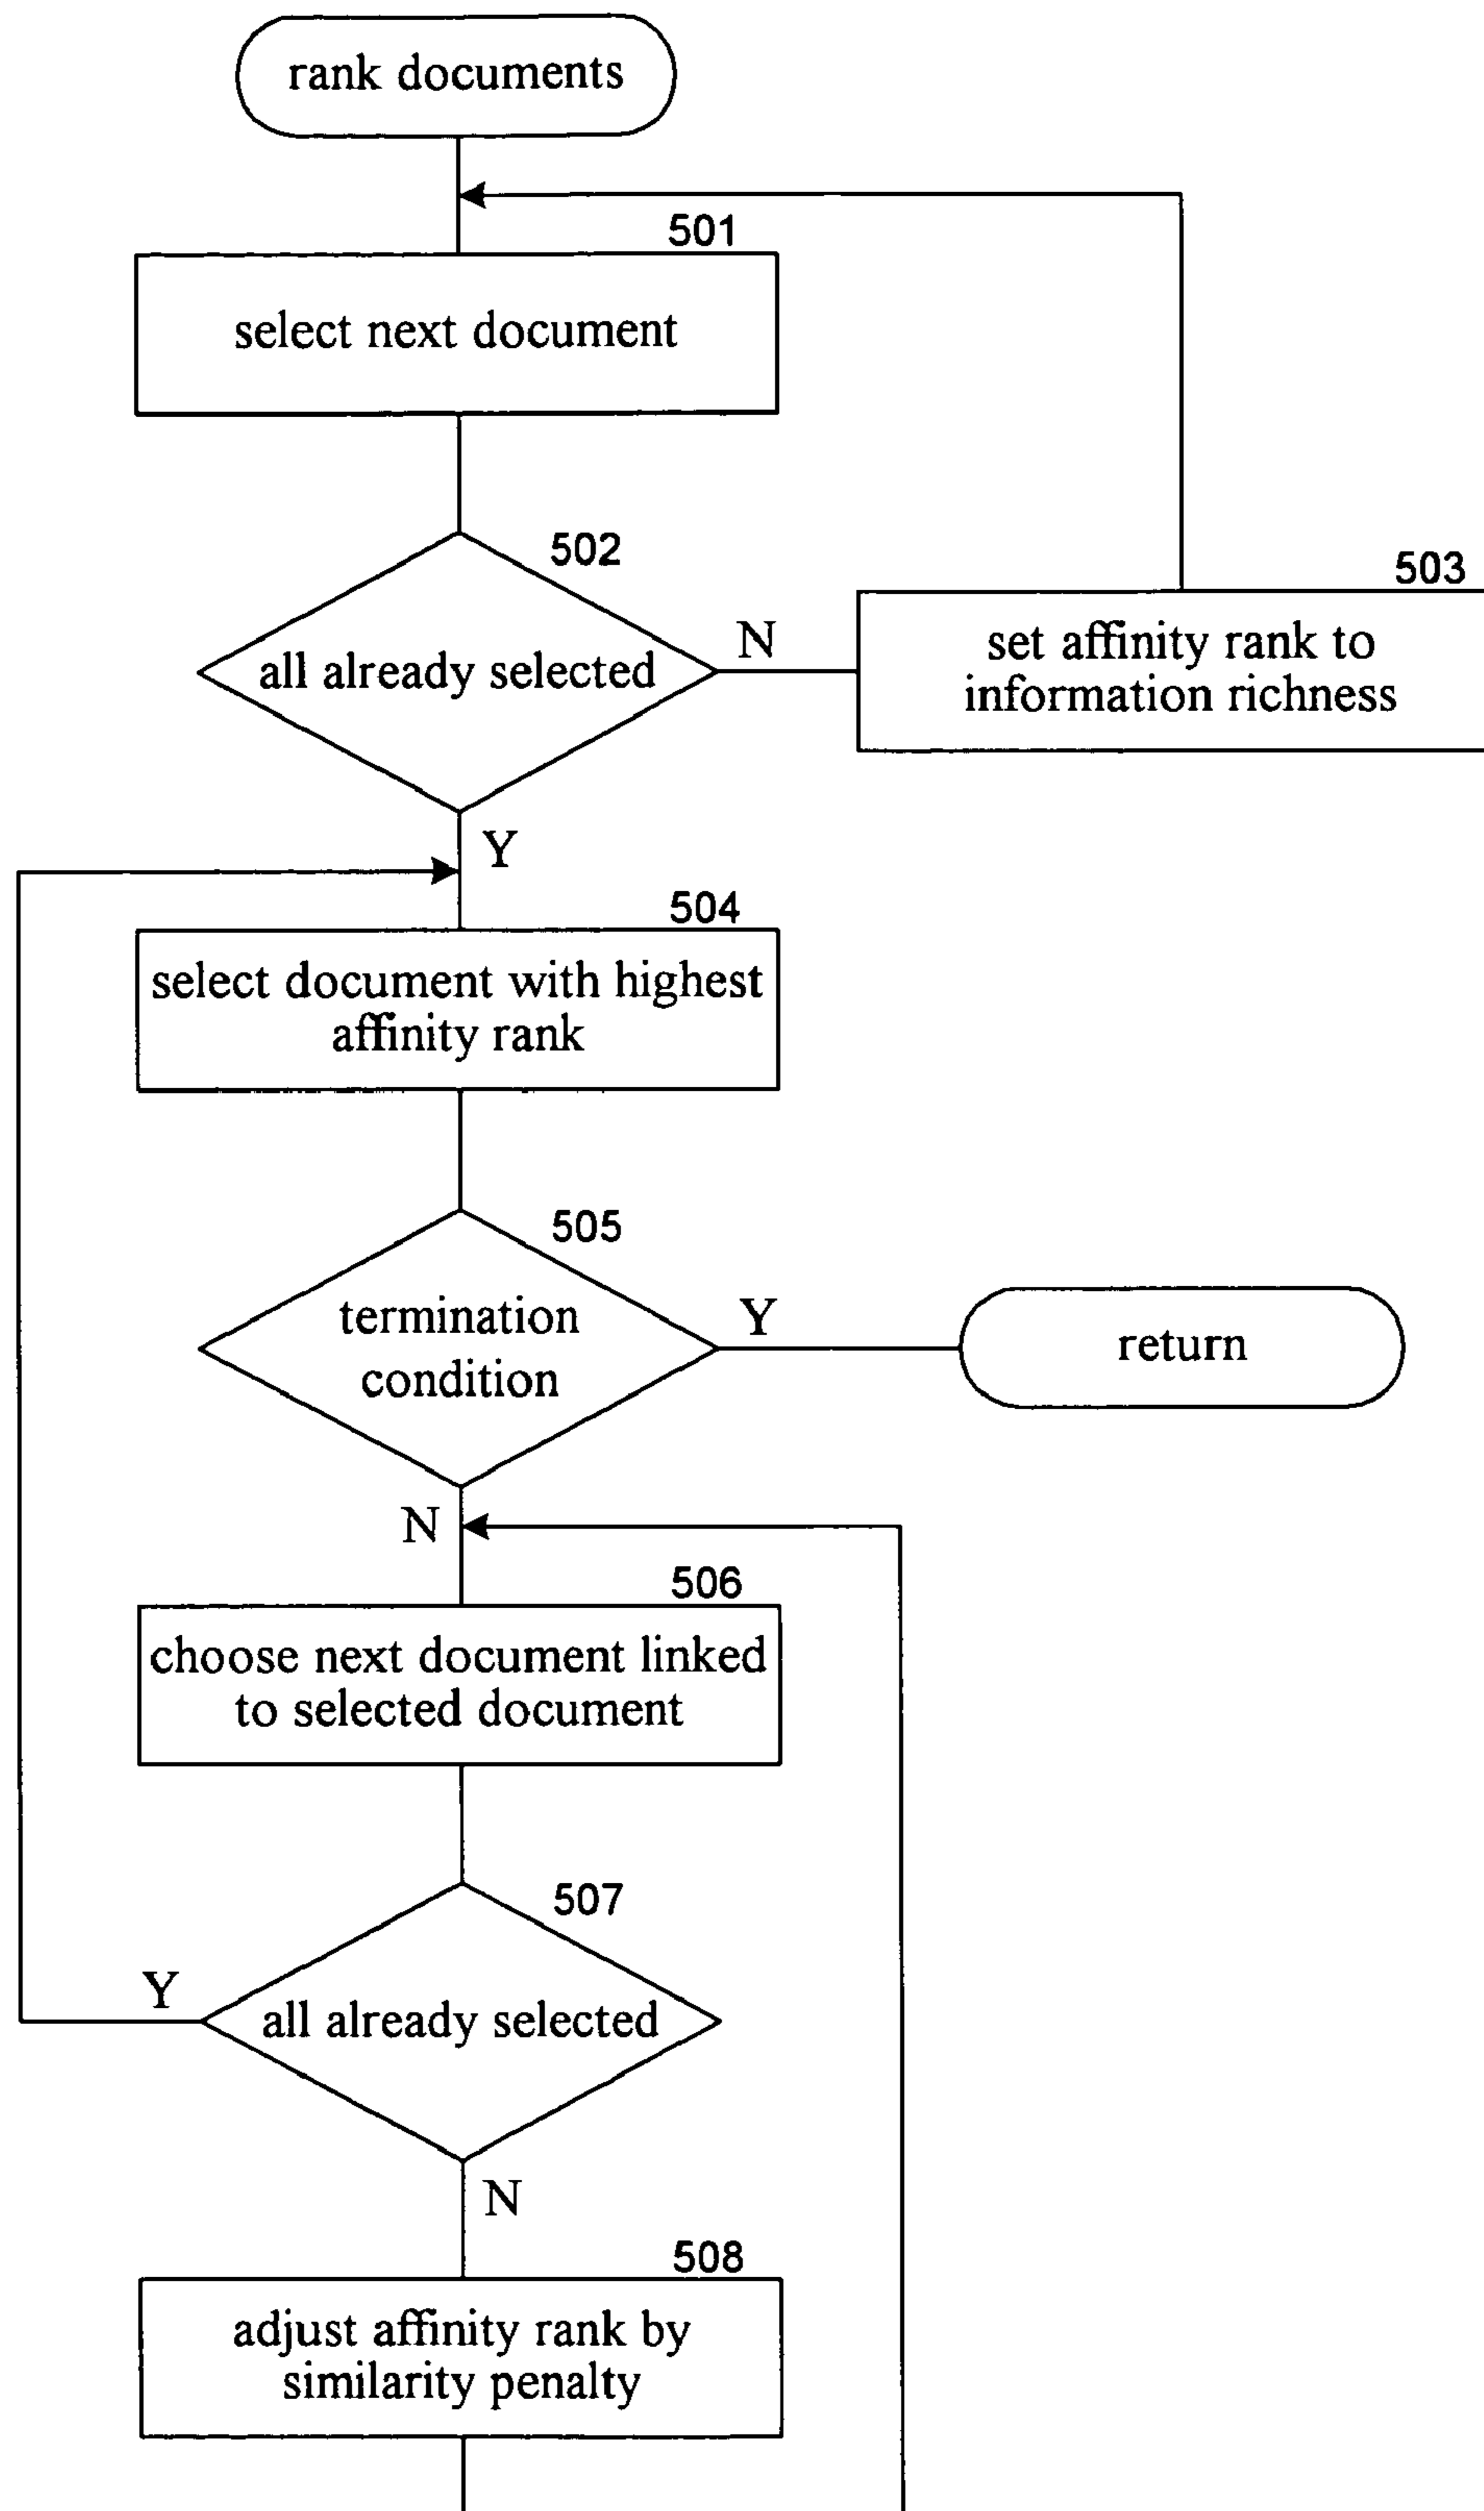 rank documents
501
select next document
502
all already selected
N
503
set affinity rank to
information richness
Y
504
select document with highest
affinity rank
505
termination
condition
Y
return
N
506
choose next document linked
to selected document
507
all already selected
Y
N
508
adjust affinity rank by
similarity penalty